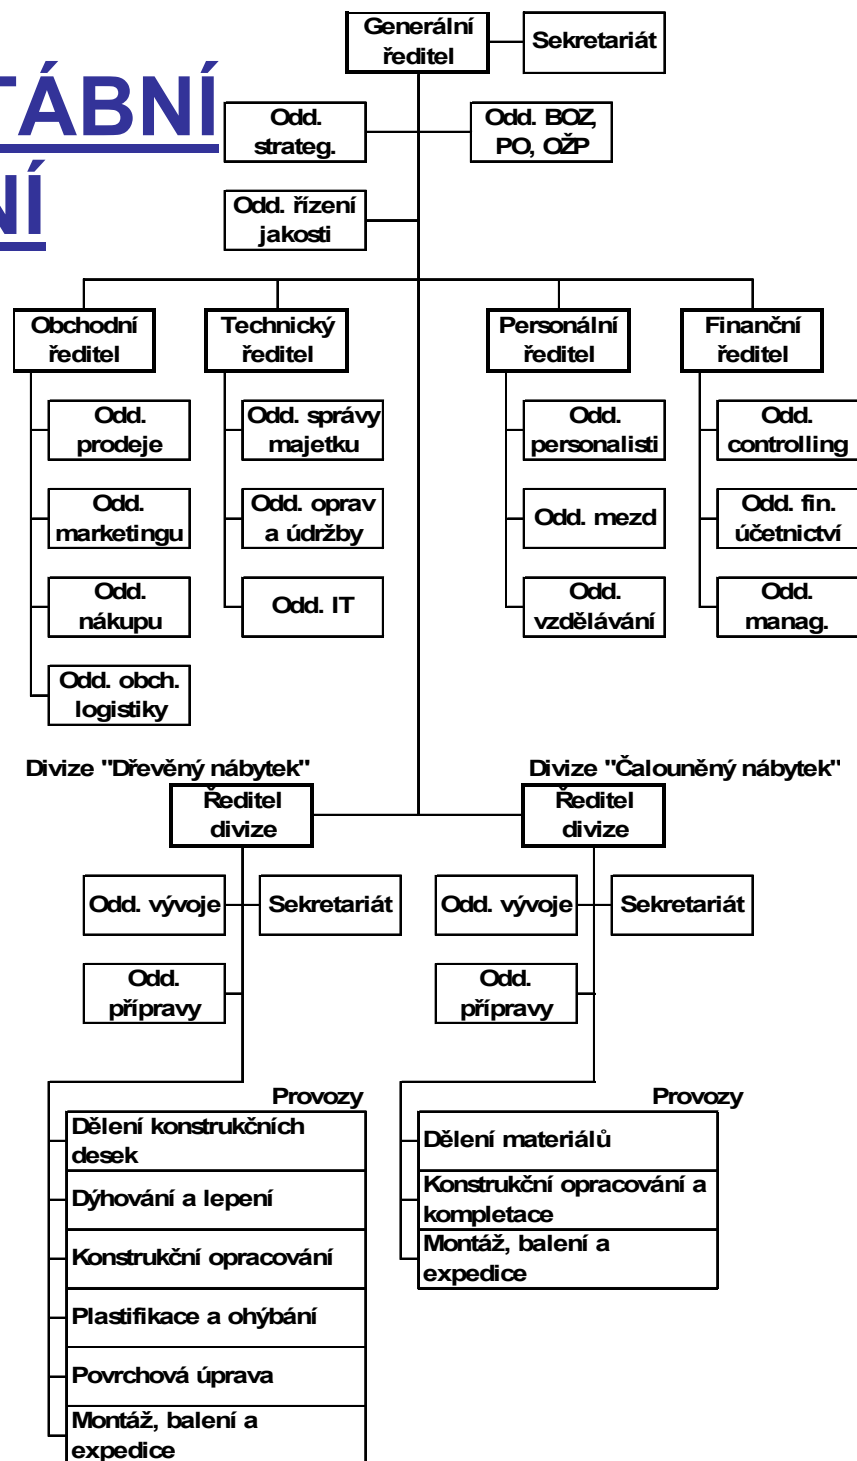 Generální
ředitel
Sekretariát
TÁBNÍ
NÍ
Odd.
strateg.
Odd. BOZ,
PO, OŽP
Odd. řízení
jakosti
Obchodní
ředitel
Technický
ředitel
Personální
ředitel
Finanční
ředitel
Odd.
prodeje
Odd. správy
majetku
Odd.
personalisti
Odd.
controlling
Odd.
marketingu
Odd. oprav
a údržby
Odd. mezd
Odd. fin.
účetnictví
Odd.
nákupu
Odd. IT
Odd.
vzdělávání
Odd.
manag.
Odd. obch.
logistiky
Divize "Dřevěný nábytek"
Divize "Čalouněný nábytek"
Ředitel
divize
Ředitel
divize
Odd. vývoje
Sekretariát
Odd. vývoje
Sekretariát
Odd.
přípravy
Odd.
přípravy
Provozy
Dělení konstrukčních
desek
Dýhování a lepení
Konstrukční opracování
Plastifikace a ohýbání
Povrchová úprava
Montáž, balení a
expedice
Provozy
Dělení materiálů
Konstrukční opracování a
kompletace
Montáž, balení a
expedice